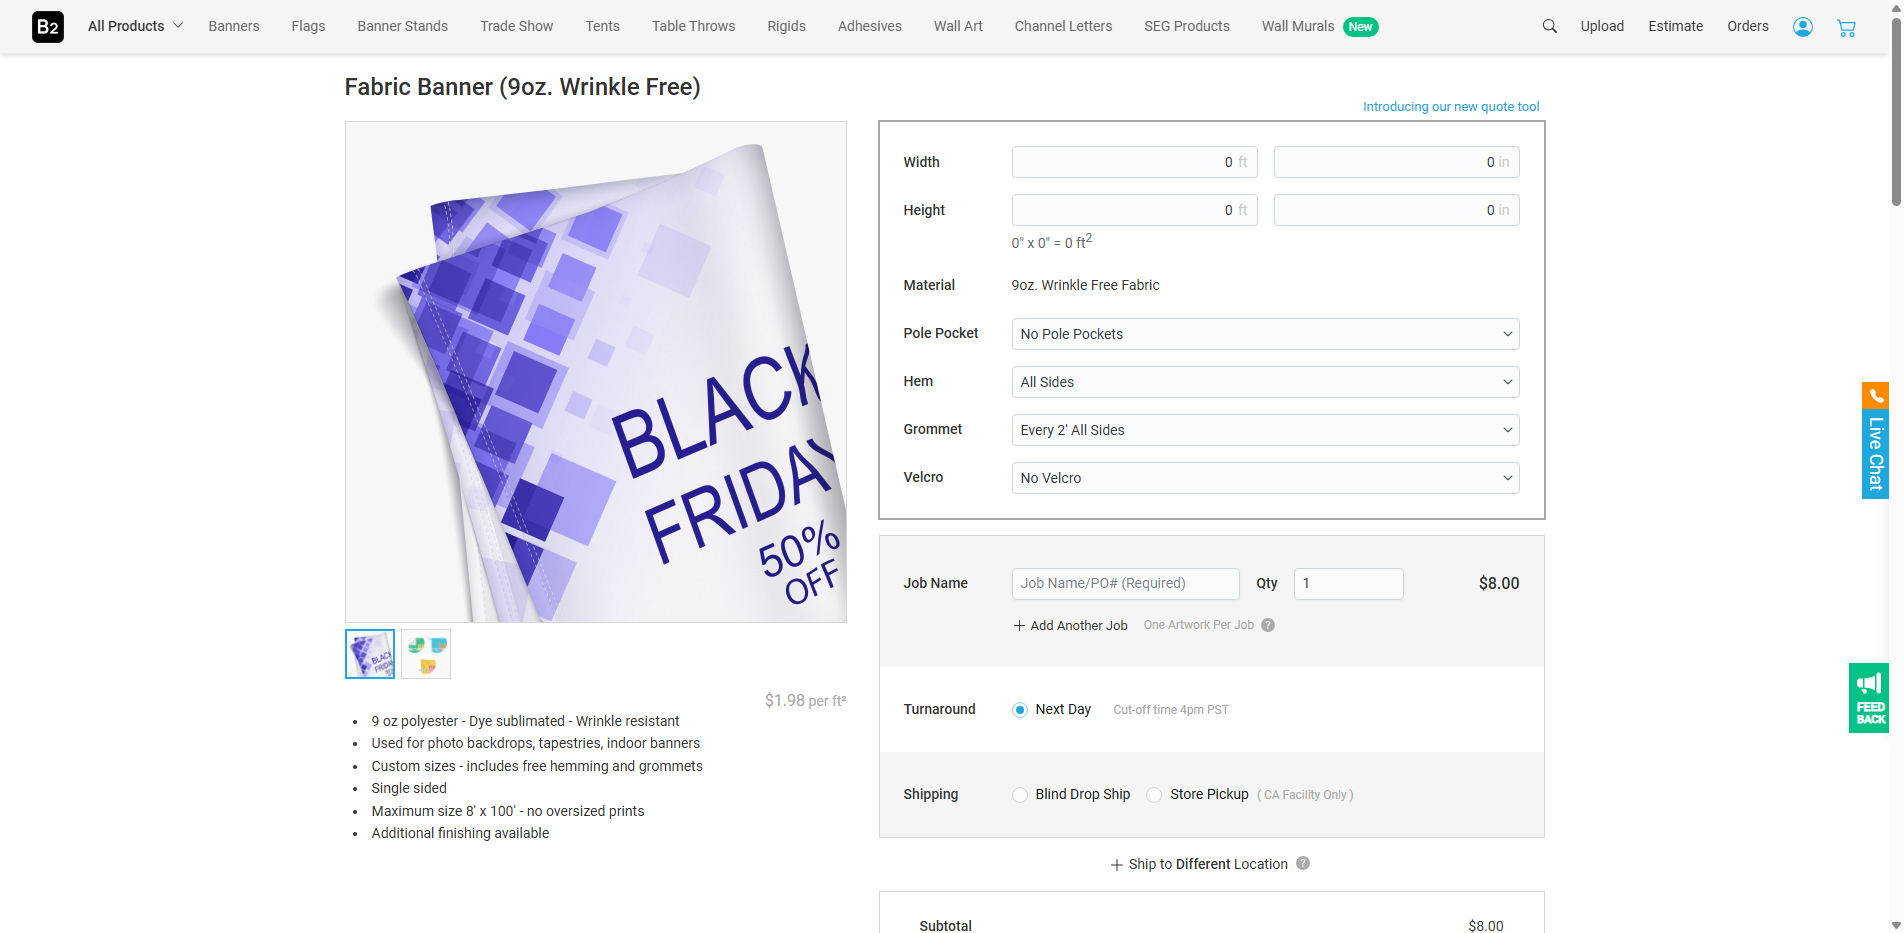 B2 All Products Banners Flags Banner Stands Trade Show Tents Table Throws Rigids Adhesives Wall Art Channel Letters SEG Products Wall Murals New Upload Estimate Orders
Fabric Banner (9oz. Wrinkle Free)
Introducing our new quote tool
BLACK
FRIDAY
50%
OFF
$1.98 per ft²
• 9 oz polyester - Dye sublimated - Wrinkle resistant
• Used for photo backdrops, tapestries, indoor banners
• Custom sizes - includes free hemming and grommets
• Single sided
• Maximum size 8' x 100' - no oversized prints
• Additional finishing available
Width 0 ft 0 in
Height 0 ft 0 in
0" x 0" = 0 ft2
Material 9oz. Wrinkle Free Fabric
Pole Pocket No Pole Pockets
Hem All Sides
Grommet Every 2' All Sides
Velcro No Velcro
Job Name Job Name/PO# (Required) Qty 1 $8.00
+ Add Another Job One Artwork Per Job ?
Turnaround Next Day Cut-off time 4pm PST
Shipping Blind Drop Ship Store Pickup ( CA Facility Only )
+ Ship to Different Location ?
Subtotal $8.00
Live Chat
FEED
BACK